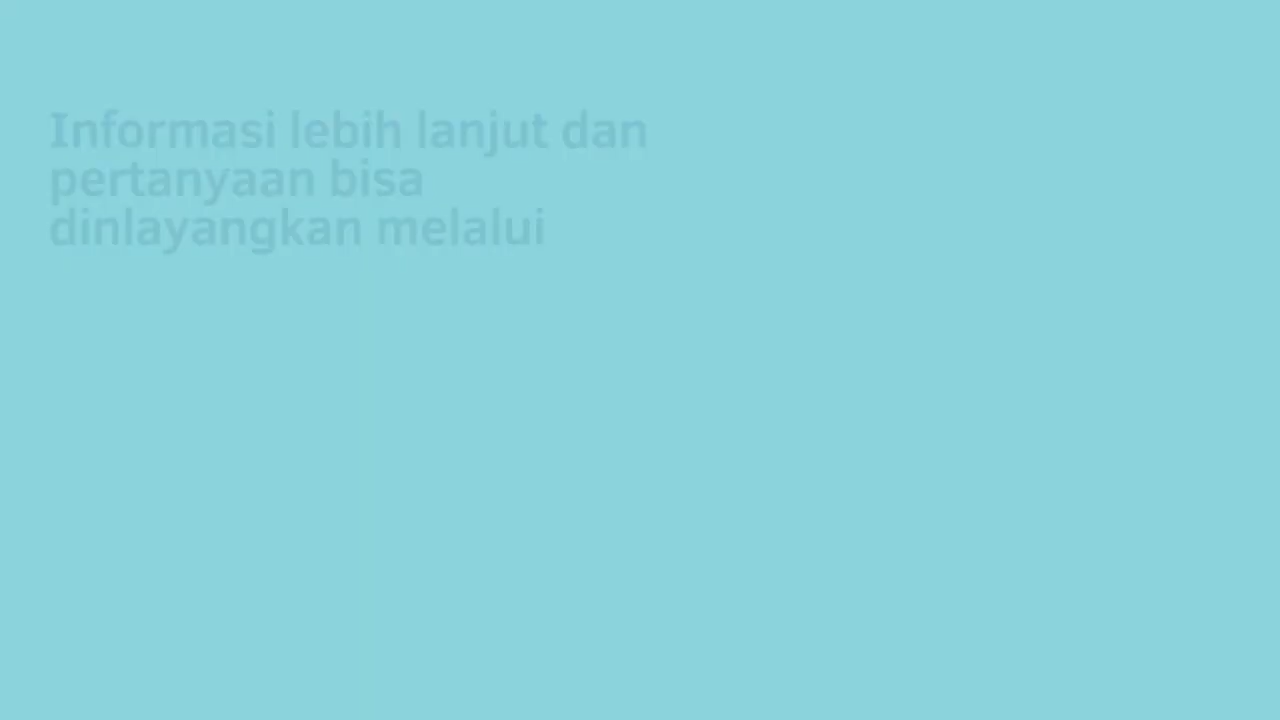 Informasi lebih lanjut dan
pertanyaan bisa
dinlayangkan melalui